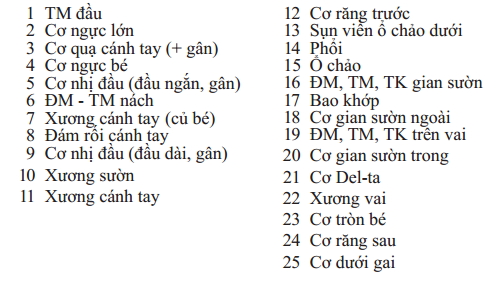 1 TM đầu
2 Cơ ngực lớn
3 Cơ quạ cánh tay (+ gân)
4 Cơ ngực bé
5 Cơ nhị đầu (đầu ngắn, gân)
6 ĐM - TM nách
7 Xương cánh tay (củ bé)
8 Đám rối cánh tay
9 Cơ nhị đầu (đầu dài, gân)
10 Xương sườn
11 Xương cánh tay
12 Cơ răng trước
13 Sụn viền ổ chảo dưới
14 Phổi
15 Ổ chảo
16 ĐM, TM, TK gian sườn
17 Bao khớp
18 Cơ gian sườn ngoài
19 ĐM, TM, TK trên vai
20 Cơ gian sườn trong
21 Cơ Del-ta
22 Xương vai
23 Cơ tròn bé
24 Cơ răng sau
25 Cơ dưới gai